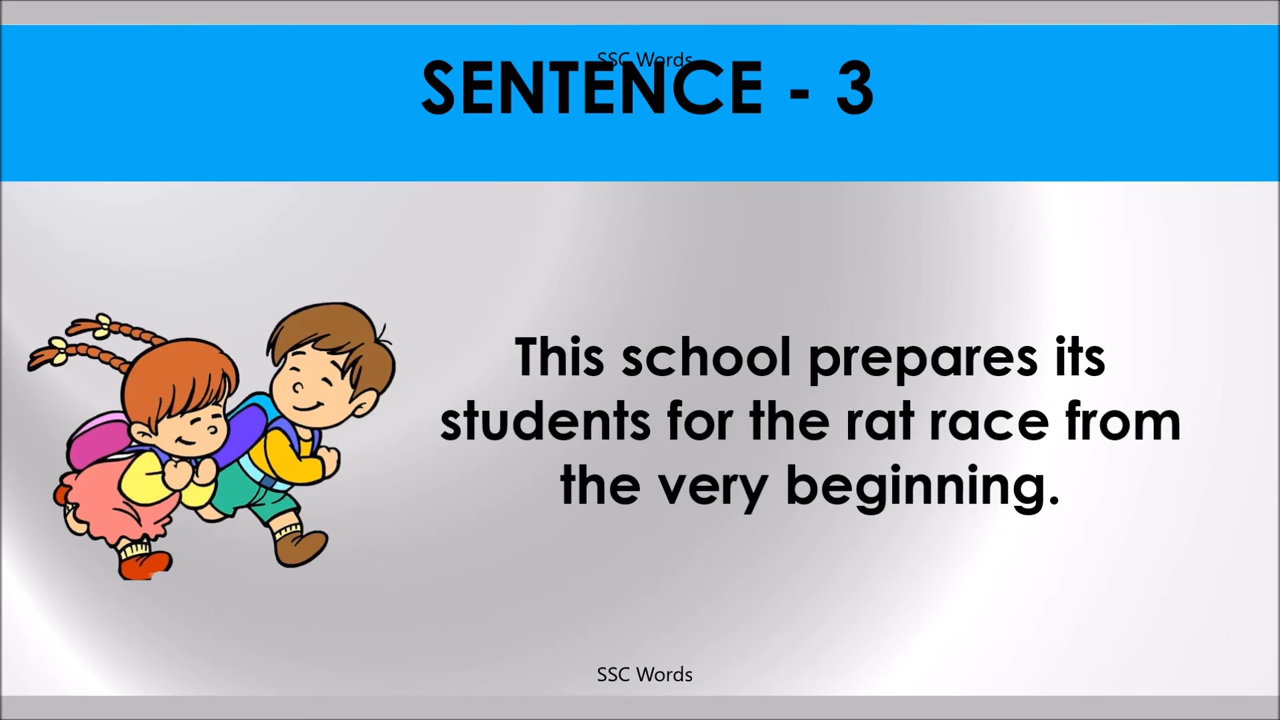 SSC Words
SENTENCE - 3
This school prepares its
students for the rat race from
the very beginning.
SSC Words